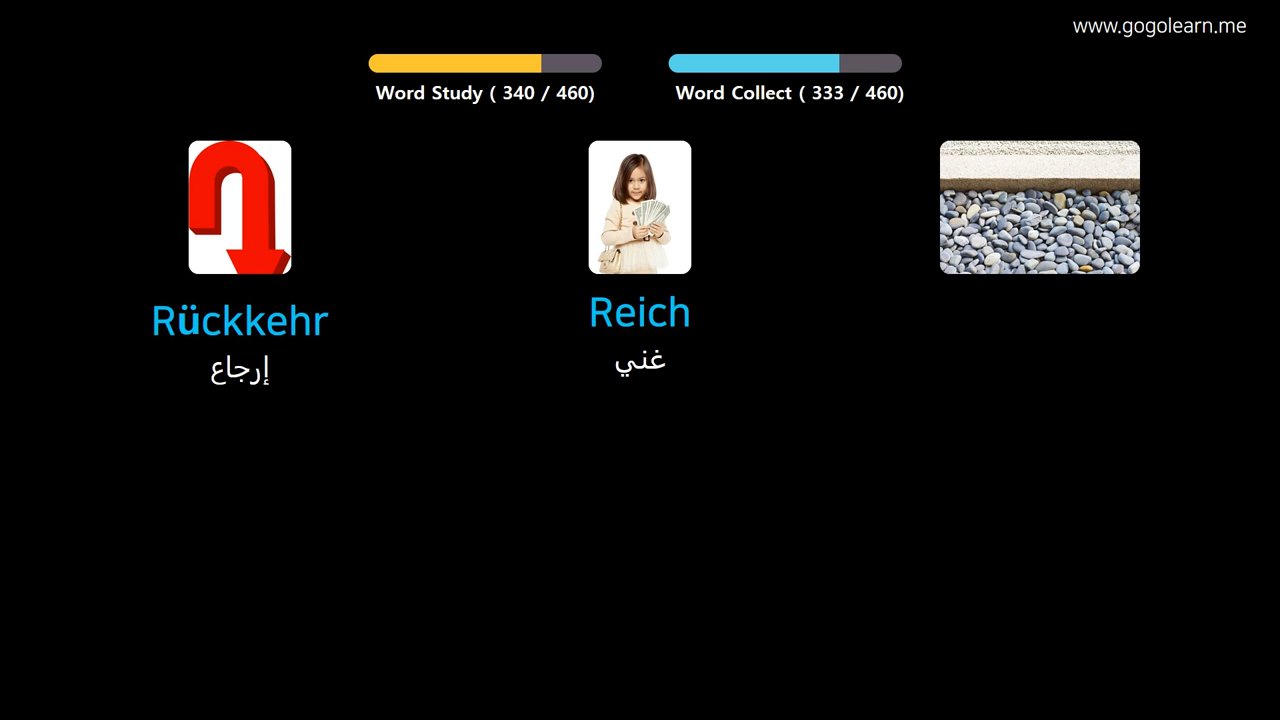 www.gogolearn.me
Word Study ( 340 / 460)
Word Collect ( 333 / 460)
Rückkehr
إرجاع
Reich
غني